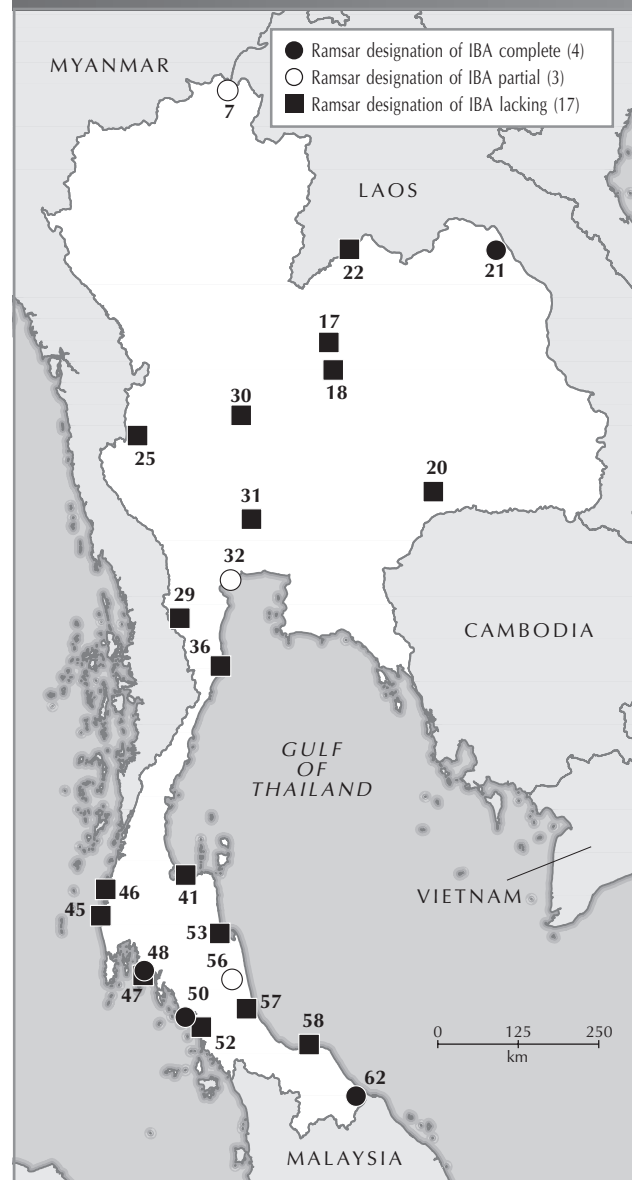 MYANMAR
Ramsar designation of IBA complete (4)
Ramsar designation of IBA partial (3)
Ramsar designation of IBA lacking (17)
7
LAOS
22
21
17
18
30
25
20
31
32
29
CAMBODIA
36
GULF
OF
THAILAND
46
41
VIETNAM
45
53
48
56
47
50
57
58
52
0 125 250
km
62
MALAYSIA